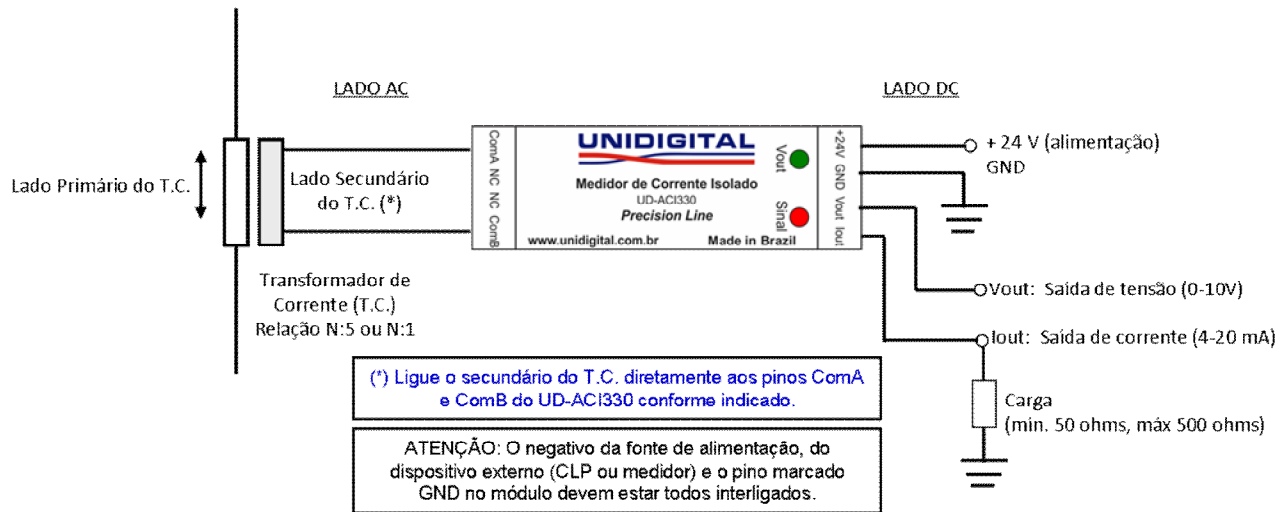 LADO AC
LADO DC
Lado Primário do T.C.
Lado Secundário
do T.C. (*)
Transformador de
Corrente (T.C.)
Relação N:5 ou N:1
ComA NC NC ComB
UNIDIGITAL
Medidor de Corrente Isolado
UD-ACI330
Precision Line
www.unidigital.com.br
Made in Brazil
Vout
Sinal
+24V GND Vout Iout
+ 24 V (alimentação)
GND
Vout: Saída de tensão (0-10V)
Iout: Saída de corrente (4-20 mA)
Carga
(min. 50 ohms, máx 500 ohms)
(*) Ligue o secundário do T.C. diretamente aos pinos ComA
e ComB do UD-ACI330 conforme indicado.
ATENÇÃO: O negativo da fonte de alimentação, do
dispositivo externo (CLP ou medidor) e o pino marcado
GND no módulo devem estar todos interligados.